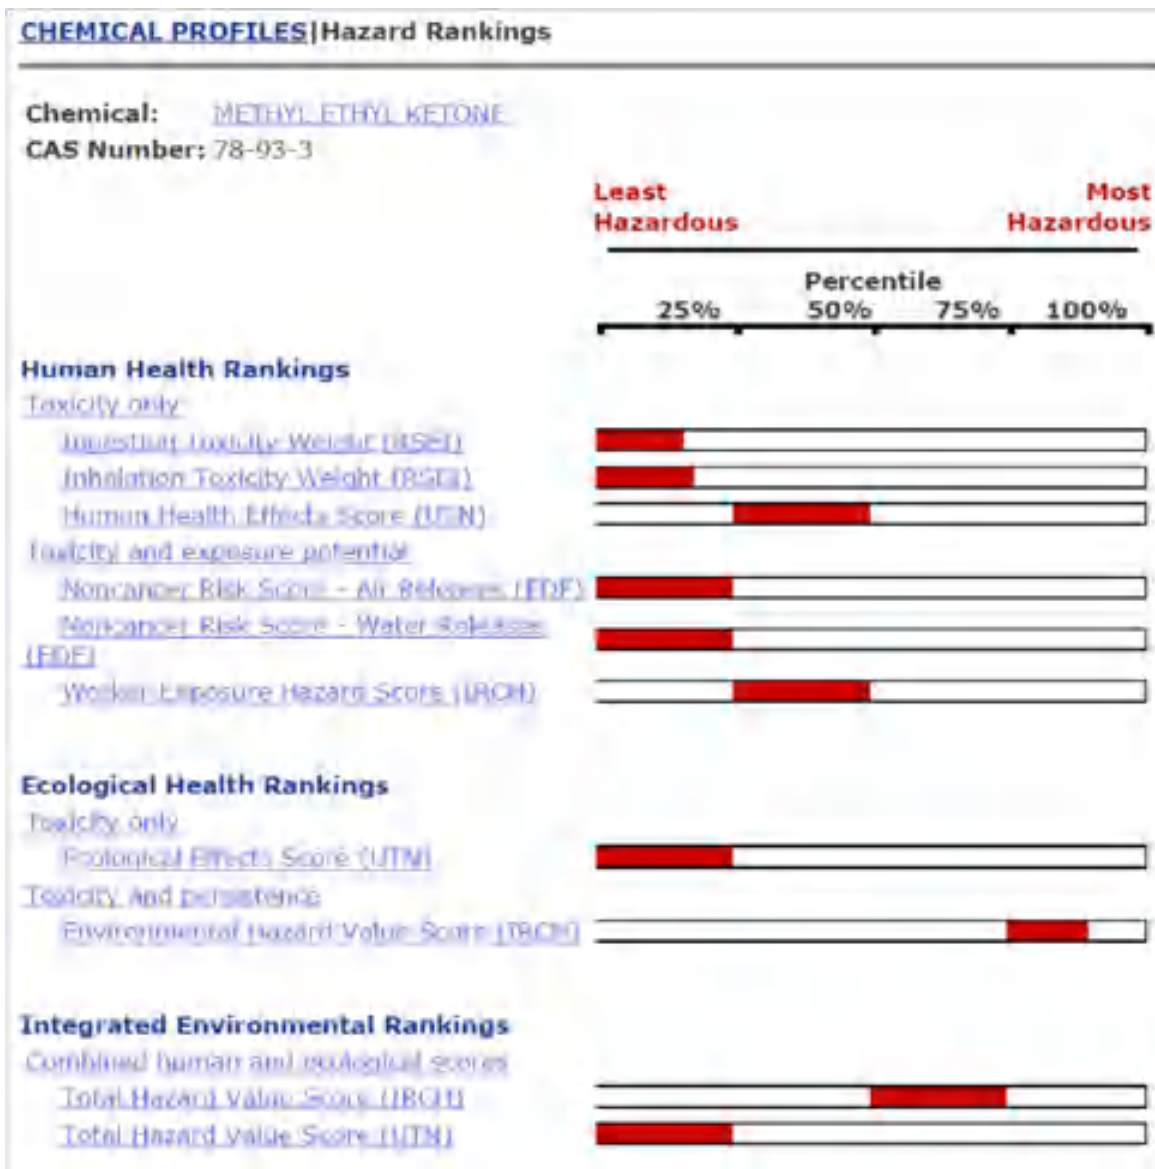 CHEMICAL PROFILES|Hazard Rankings
Chemical: METHYL ETHYL KETONE
CAS Number: 78-93-3
Least Most
Hazardous Hazardous
Percentile
25% 50% 75% 100%
Human Health Rankings
Toxicity only
Ingestion Toxicity Weight (RSEI)
Inhalation Toxicity Weight (RSEI)
Human Health Effects Score (UTN)
Toxicity and exposure potential
Noncancer Risk Score - Air Releases (EDF)
Noncancer Risk Score - Water Releases
(EDF)
Worker Exposure Hazard Score (IRCH)
Ecological Health Rankings
Toxicity only
Ecological Effects Score (UTN)
Toxicity and persistence
Environmental Hazard Value Score (IRCH)
Integrated Environmental Rankings
Combined human and ecological scores
Total Hazard Value Score (IRCH)
Total Hazard Value Score (UTN)